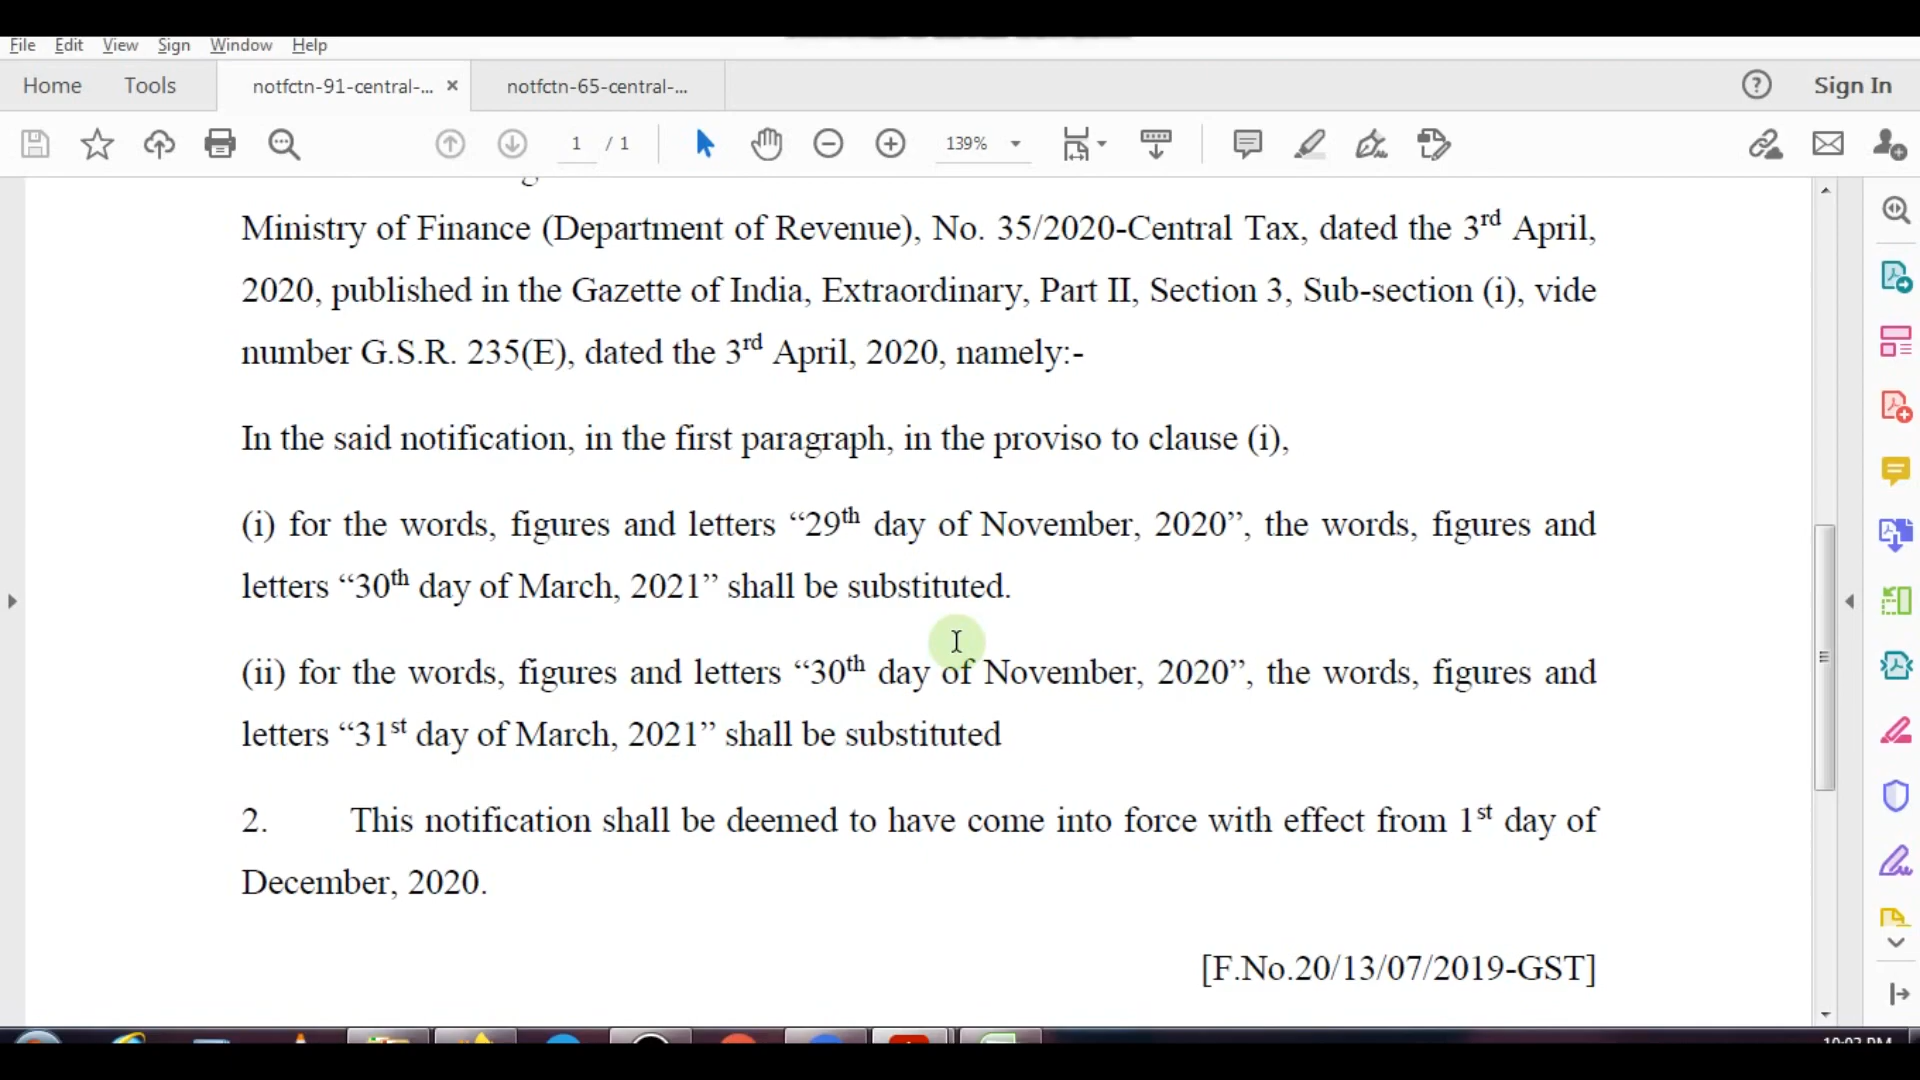 File Edit View Sign Window Help
Home Tools notfctn-91-central-... × notfctn-65-central-... ? Sign In
1 / 1 139%
Ministry of Finance (Department of Revenue), No. 35/2020-Central Tax, dated the 3rd April,
2020, published in the Gazette of India, Extraordinary, Part II, Section 3, Sub-section (i), vide
number G.S.R. 235(E), dated the 3rd April, 2020, namely:-
In the said notification, in the first paragraph, in the proviso to clause (i),
(i) for the words, figures and letters “29th day of November, 2020”, the words, figures and
letters “30th day of March, 2021” shall be substituted.
(ii) for the words, figures and letters “30th day of November, 2020”, the words, figures and
letters “31st day of March, 2021” shall be substituted
2. This notification shall be deemed to have come into force with effect from 1st day of
December, 2020.
[F.No.20/13/07/2019-GST]